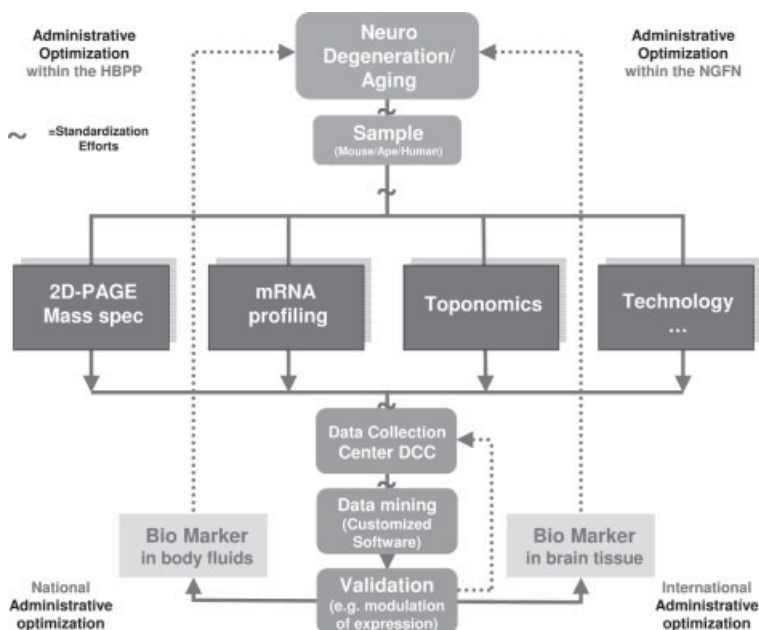 Administrative
Optimization
within the HBPP
Neuro
Degeneration/
Aging
Administrative
Optimization
within the NGFN
~ =Standardization
Efforts
Sample
(Mouse/Ape/Human)
~
~
2D-PAGE
Mass spec
mRNA
profiling
Toponomics
Technology
...
~
Data Collection
Center DCC
~
Data mining
(Customized
Software)
Bio Marker
in body fluids
Bio Marker
in brain tissue
Validation
(e.g. modulation
of expression)
National
Administrative
optimization
International
Administrative
optimization